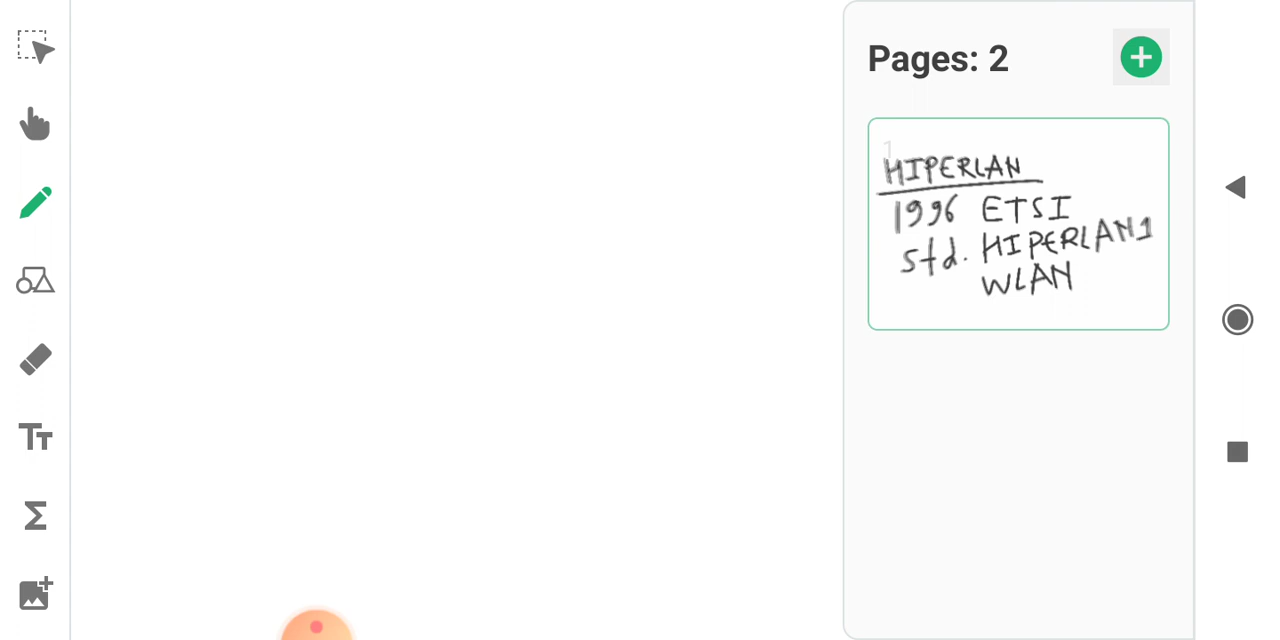 Pages: 2
1
HIPERLAN
1996 ETSI
Std. HIPERLAN1
WLAN
Tт
Σ